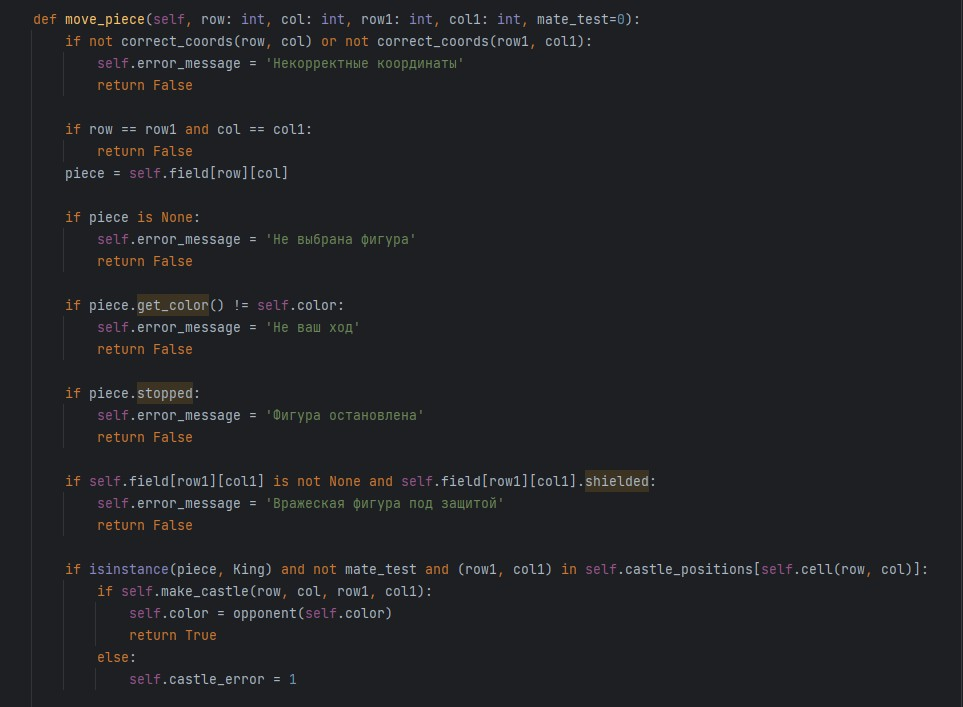 def move_piece(self, row: int, col: int, row1: int, col1: int, mate_test=0):
    if not correct_coords(row, col) or not correct_coords(row1, col1):
        self.error_message = 'Некорректные координаты'
        return False

    if row == row1 and col == col1:
        return False
    piece = self.field[row][col]

    if piece is None:
        self.error_message = 'Не выбрана фигура'
        return False

    if piece.get_color() != self.color:
        self.error_message = 'Не ваш ход'
        return False

    if piece.stopped:
        self.error_message = 'Фигура остановлена'
        return False

    if self.field[row1][col1] is not None and self.field[row1][col1].shielded:
        self.error_message = 'Вражеская фигура под защитой'
        return False

    if isinstance(piece, King) and not mate_test and (row1, col1) in self.castle_positions[self.cell(row, col)]:
        if self.make_castle(row, col, row1, col1):
            self.color = opponent(self.color)
            return True
        else:
            self.castle_error = 1